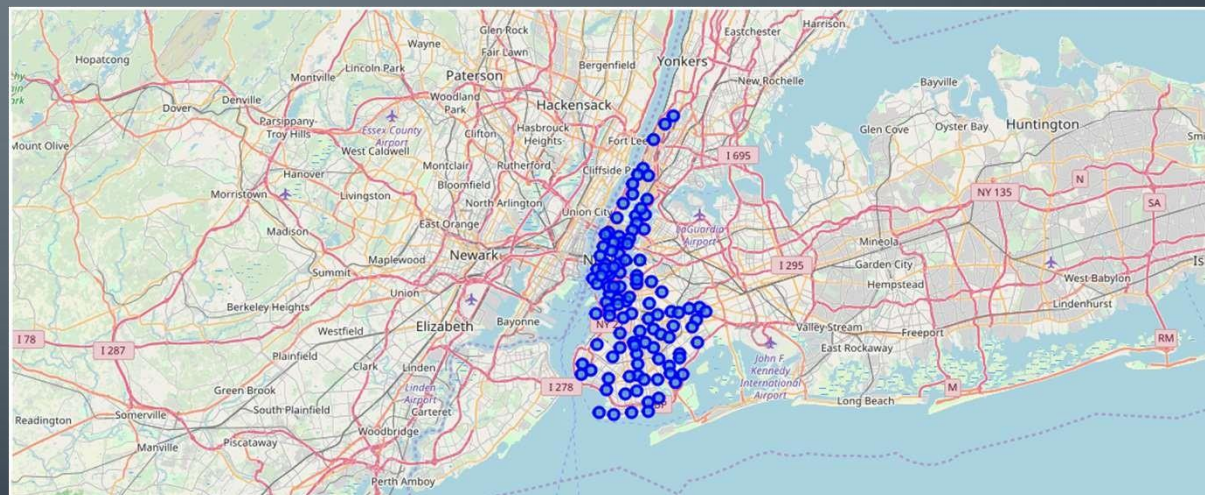 Harrison
Hopatcong
Glen Rock
Eastchester
Wayne
Fair Lawn
Lincoln Park
Bergenfield
Yonkers
Montville
Paterson
New Rochelle
Bayville
Dover
Denville
Woodland
Park
Hackensack
Parsippany-
Troy Hills
Essex County
Airport
Clifton
Hasbrouck
Heights
Fort Lee
Glen Cove
Oyster Bay
Huntington
Mount Olive
West Caldwell
I 695
Hanover
Montclair
Rutherford
Cliffside P
N
Morristown
Livingston
Bloomfield
NY 135
North Arlington
SA
Union City
East Orange
LaGuardia
Airport
Madison
Mineola
Maplewood
Newark
Summit
I 295
Garden City
West Babylon
Is
Union
Hempstead
Berkeley Heights
Lindenhurst
Elizabeth
Bayonne
NY
Valley Stream
Freeport
I 78
Westfield
East Rockaway
RM
I 287
Plainfield
Clark
Linden
John F.
Kennedy
International
Airport
Green Brook
Linden
Airport
I 278
M
Long Beach
South Plainfield
Carteret
Readington
Somerville
Piscataway
Woodbridge
Manville
Perth Amboy